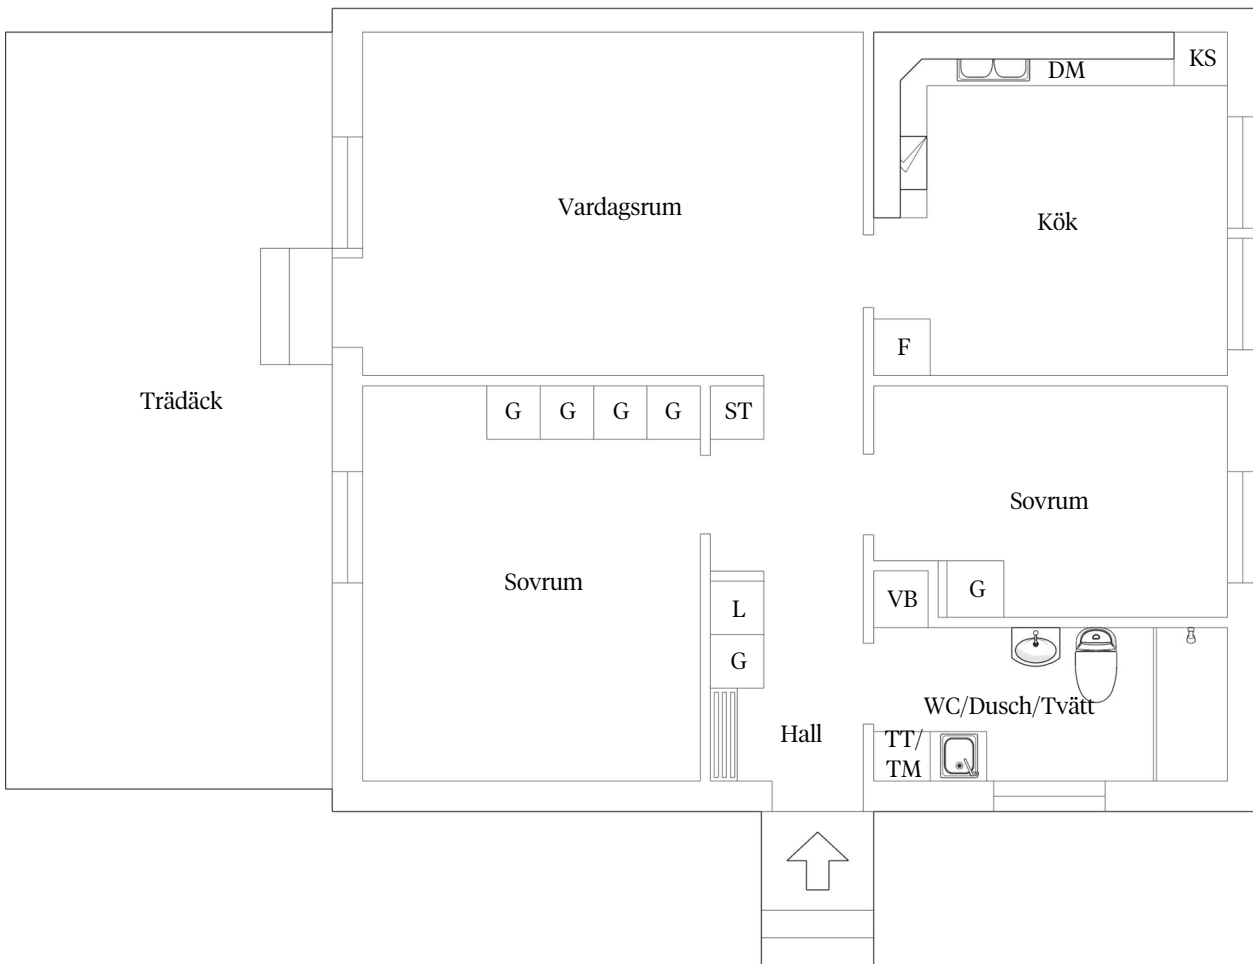 KS
DM
Vardagsrum
Kök
F
Trädäck
G G G G ST
Sovrum
Sovrum
L
VB
G
G
WC/Dusch/Tvätt
Hall
TT/
TM